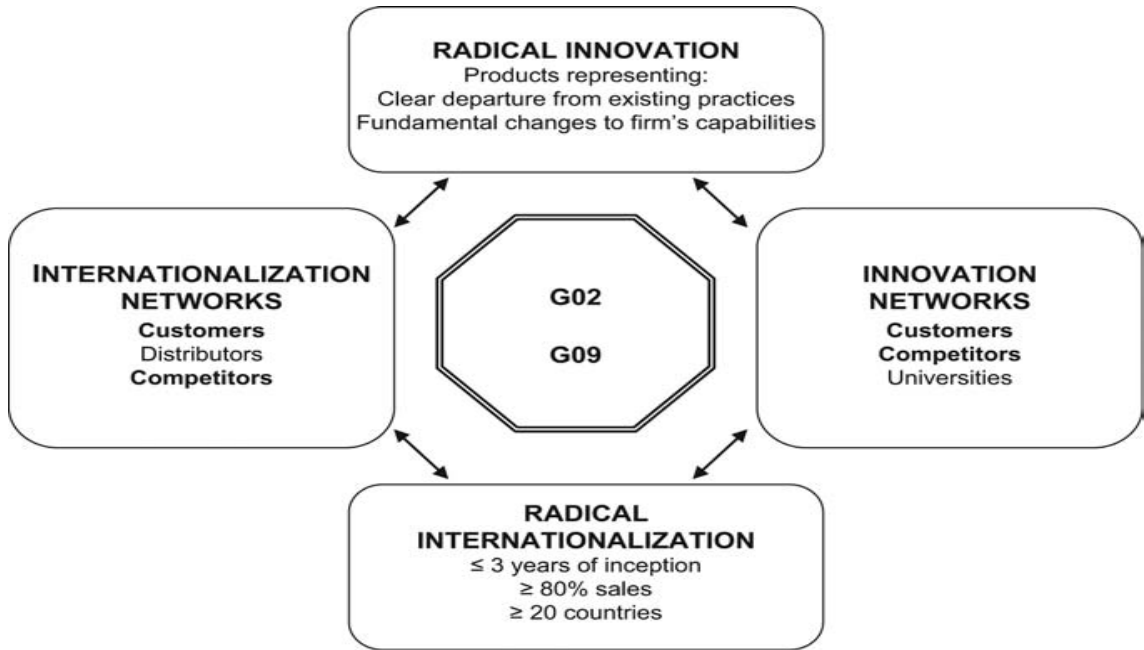 RADICAL INNOVATION
Products representing:
Clear departure from existing practices
Fundamental changes to firm's capabilities
INTERNATIONALIZATION
NETWORKS
Customers
Distributors
Competitors
G02
G09
INNOVATION
NETWORKS
Customers
Competitors
Universities
RADICAL
INTERNATIONALIZATION
≤ 3 years of inception
≥ 80% sales
≥ 20 countries